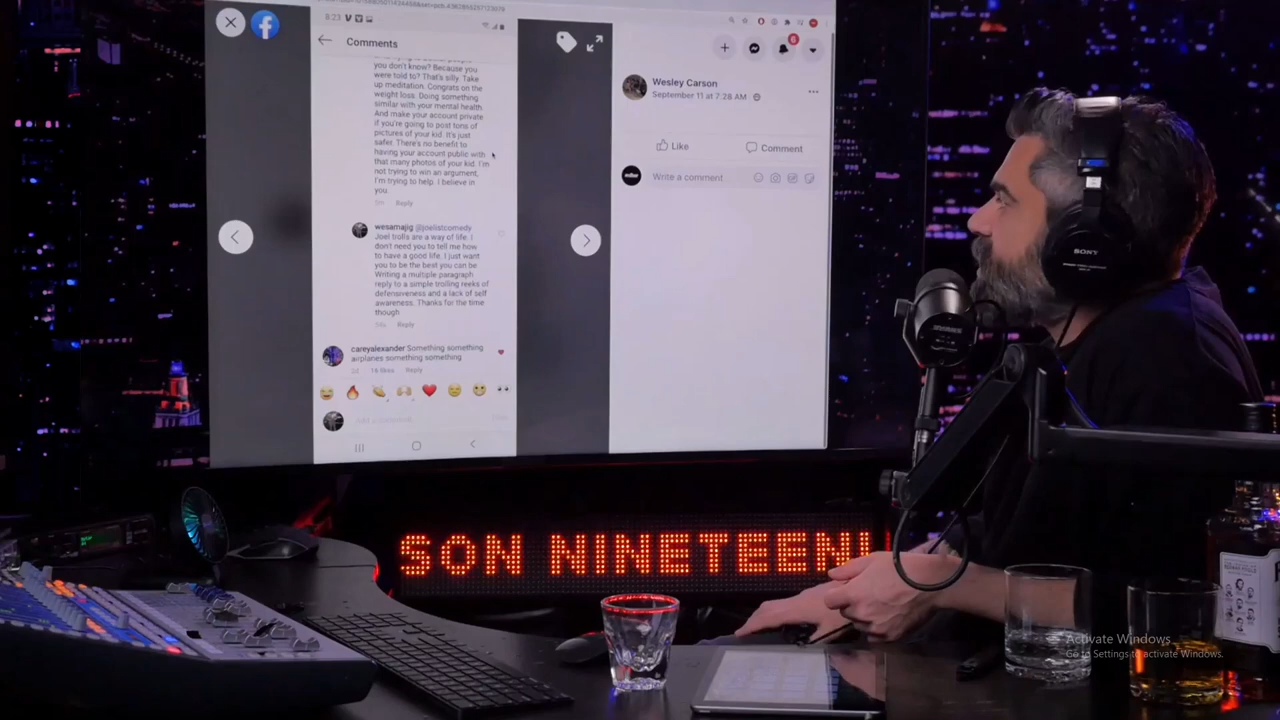 8:23
Comments
you don't know? Because you
were told to? That's silly. Take
up meditation. Congrats on the
weight loss. Doing something
similar with your mental health.
And make your account private
if you're going to post tons of
pictures of your kid. It's just
safer. There's no benefit to
having your account public with
that many photos of your kid. I'm
not trying to win an argument,
I'm trying to help. I believe in
you.
Reply
wesamajig @joelistcomedy
Joel trolls are a way of life. I
don't need you to tell me how
to have a good life. I just want
you to be the best you can be
Writing a multiple paragraph
reply to a simple trolling reeks of
defensiveness and a lack of self
awareness. Thanks for the time
though
Reply
careyalexander Something something
airplanes something something
3d 16 likes Reply
6
Wesley Carson
September 11 at 7:28 AM
Like Comment
Write a comment
SONY
SON NINETEEN
Activate Windows
Go to Settings to activate Windows.